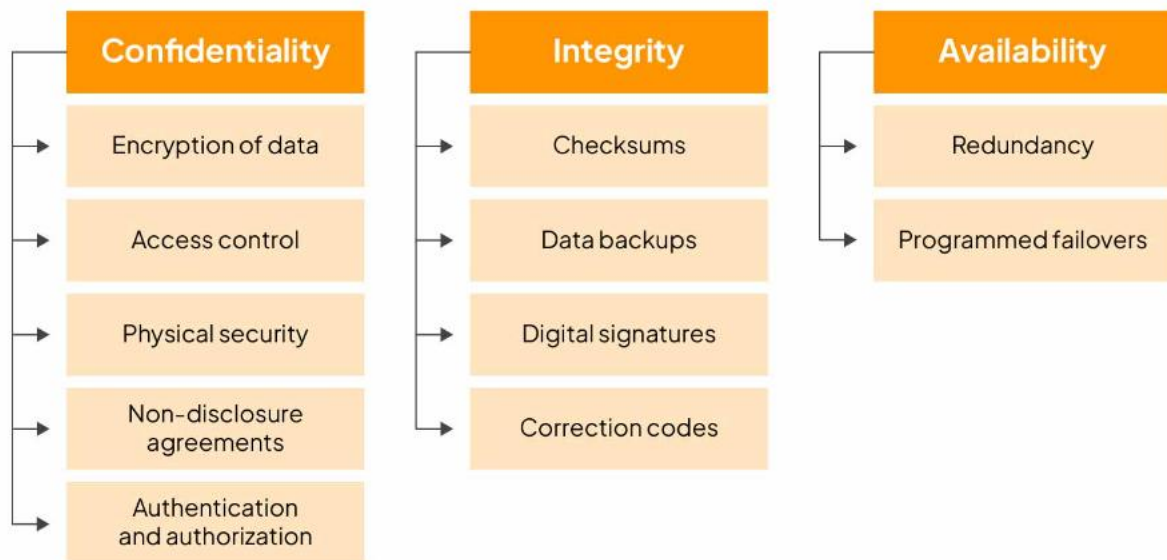 Confidentiality
Encryption of data
Access control
Physical security
Non-disclosure
agreements
Authentication
and authorization
Integrity
Checksums
Data backups
Digital signatures
Correction codes
Availability
Redundancy
Programmed failovers